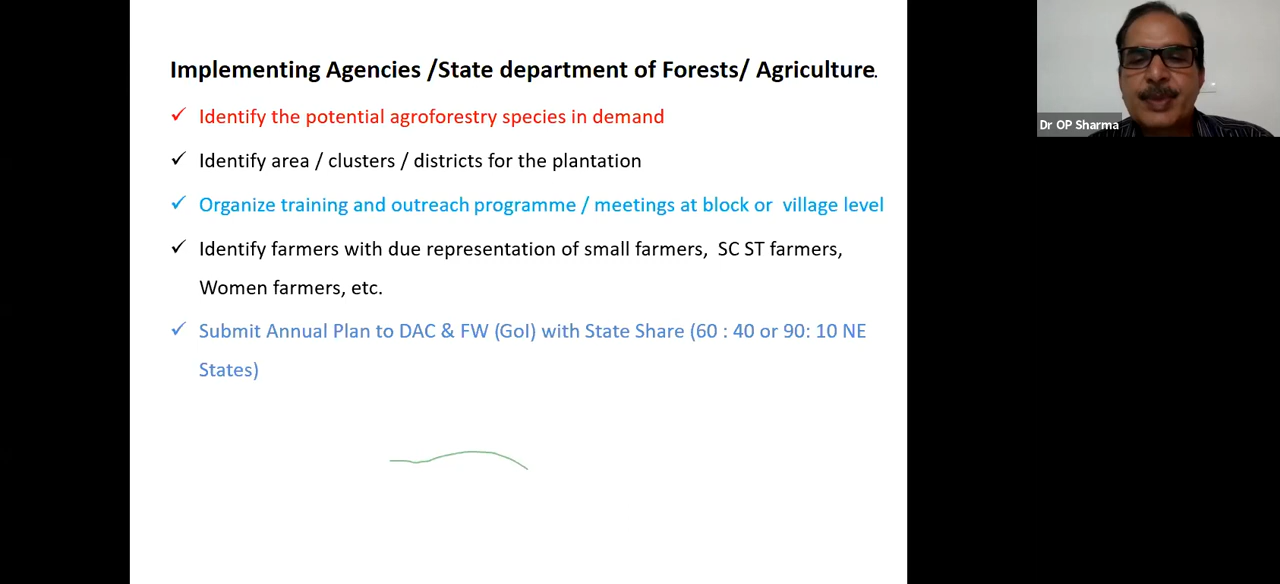 Implementing Agencies /State department of Forests/ Agriculture.
✓ Identify the potential agroforestry species in demand
✓ Identify area / clusters / districts for the plantation
✓ Organize training and outreach programme / meetings at block or village level
✓ Identify farmers with due representation of small farmers, SC ST farmers,
Women farmers, etc.
✓ Submit Annual Plan to DAC & FW (GoI) with State Share (60 : 40 or 90: 10 NE
States)
Dr OP Sharma